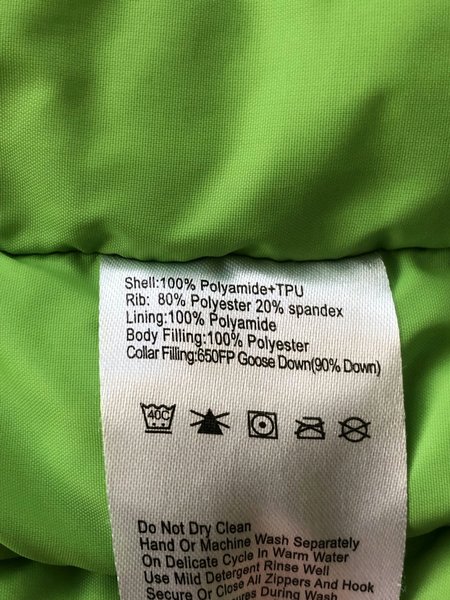 Shell:100% Polyamide+TPU
Rib: 80% Polyester 20% spandex
Lining:100% Polyamide
Body Filling:100% Polyester
Collar Filling:650FP Goose Down(90% Down)
40C
Do Not Dry Clean
Hand Or Machine Wash Separately
On Delicate Cycle In Warm Water
Use Mild Detergent Rinse Well
Secure Or Close All Zippers And Hook
During Wash